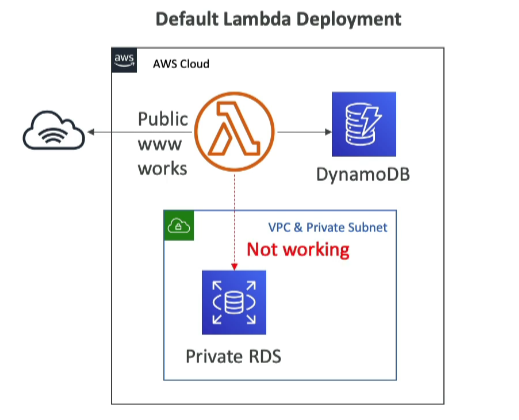 Default Lambda Deployment
aws
AWS Cloud
Public
www
works
DynamoDB
VPC & Private Subnet
Not working
Private RDS